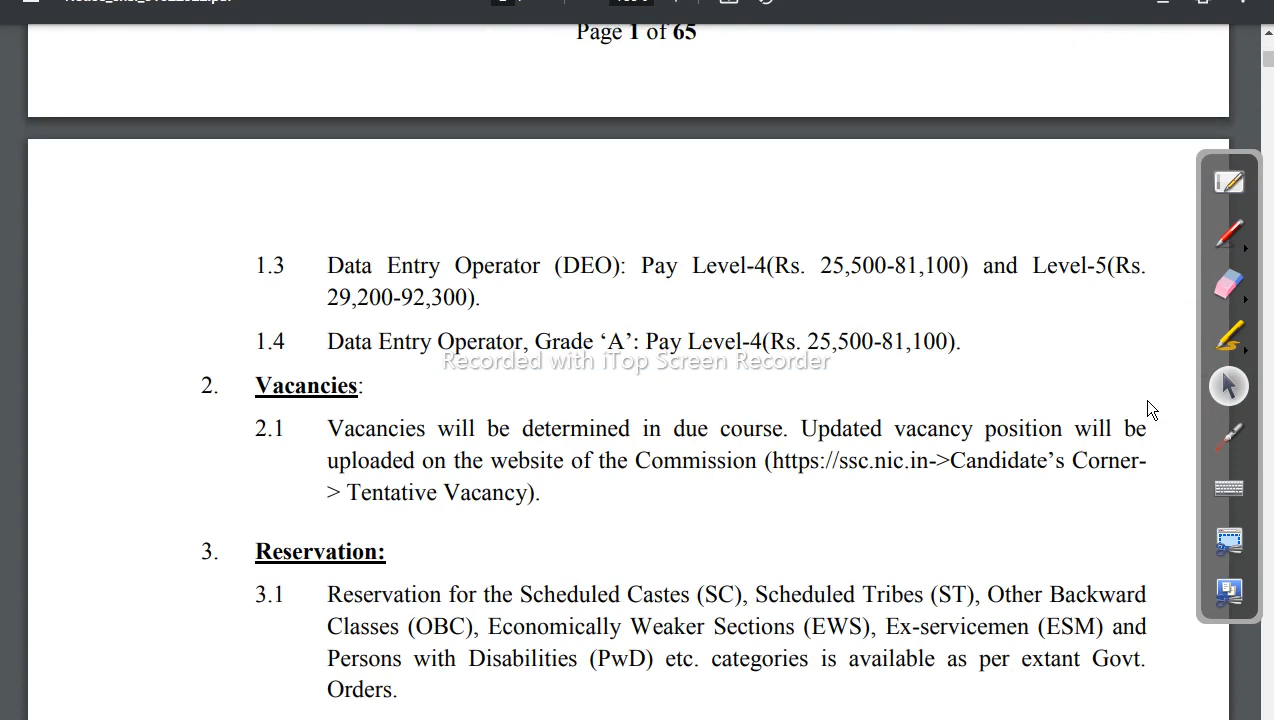 Page 1 of 65
1.3 Data Entry Operator (DEO): Pay Level-4(Rs. 25,500-81,100) and Level-5(Rs.
29,200-92,300).
1.4 Data Entry Operator, Grade ‘A’: Pay Level-4(Rs. 25,500-81,100).
Recorded with iTop Screen Recorder
2. Vacancies:
2.1 Vacancies will be determined in due course. Updated vacancy position will be
uploaded on the website of the Commission (https://ssc.nic.in->Candidate’s Corner-
> Tentative Vacancy).
3. Reservation:
3.1 Reservation for the Scheduled Castes (SC), Scheduled Tribes (ST), Other Backward
Classes (OBC), Economically Weaker Sections (EWS), Ex-servicemen (ESM) and
Persons with Disabilities (PwD) etc. categories is available as per extant Govt.
Orders.